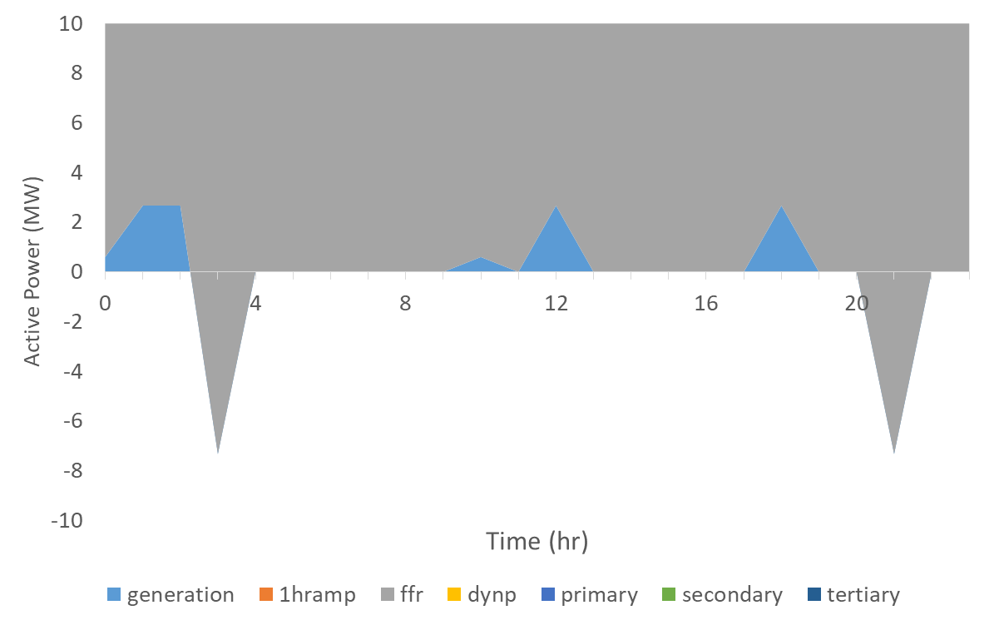 10
8
6
4
2
0
-2
-4
-6
-8
-10
Active Power (MW)
0 4 8 12 16 20
Time (hr)
generation 1hramp ffr dynp primary secondary tertiary